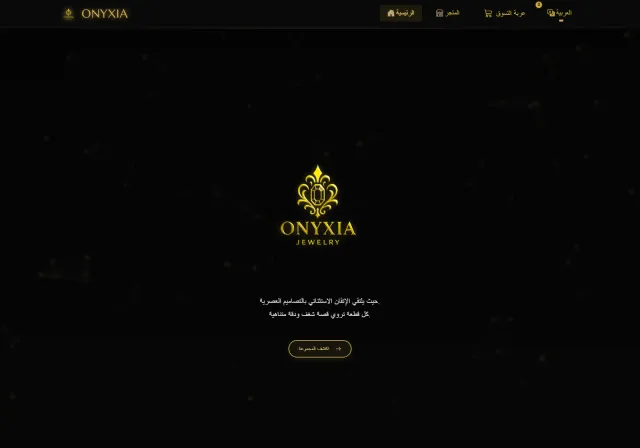 ONYXIA
الرئيسية
المتجر
عربة التسوق
العربية
ONYXIA
JEWELRY
حيث يلتقي الإتقان الاستثنائي بالتصاميم العصرية.
كل قطعة تروي قصة شغف ودقة متناهية.
اكتشف المجموعة